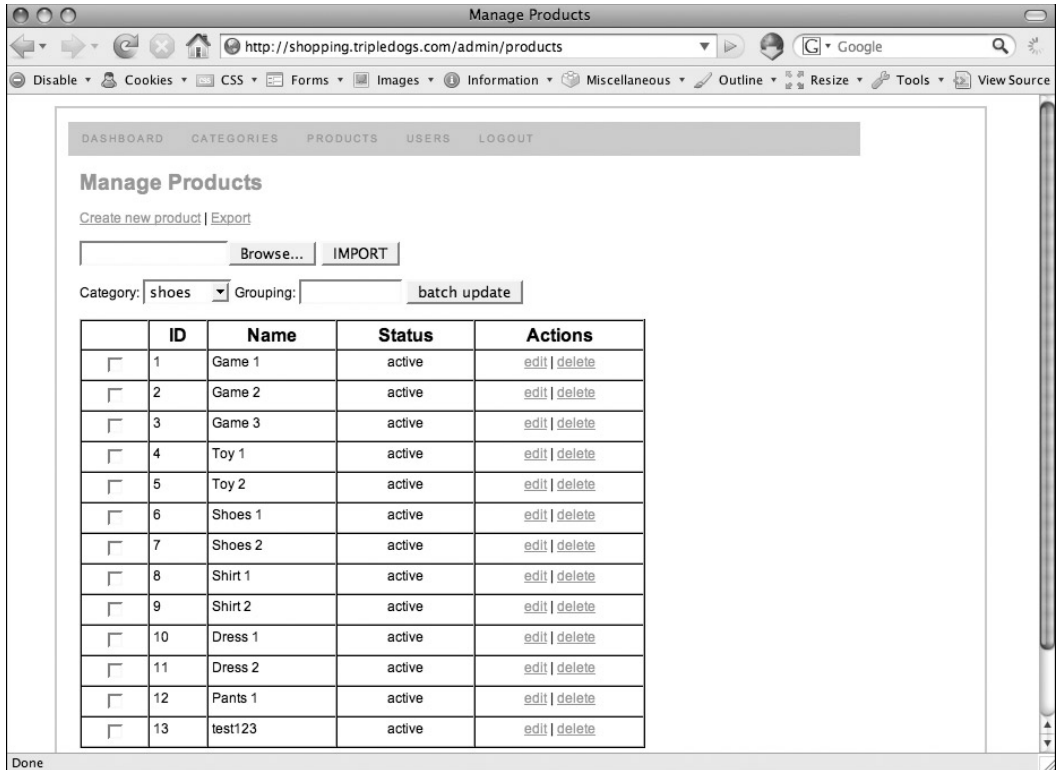 Manage Products
http://shopping.tripledogs.com/admin/products G Google
Disable Cookies CSS Forms Images Information Miscellaneous Outline Resize Tools View Source
DASHBOARD CATEGORIES PRODUCTS USERS LOGOUT
Manage Products
Create new product | Export
Browse... IMPORT
Category: shoes Grouping: batch update
ID Name Status Actions
1 Game 1 active edit | delete
2 Game 2 active edit | delete
3 Game 3 active edit | delete
4 Toy 1 active edit | delete
5 Toy 2 active edit | delete
6 Shoes 1 active edit | delete
7 Shoes 2 active edit | delete
8 Shirt 1 active edit | delete
9 Shirt 2 active edit | delete
10 Dress 1 active edit | delete
11 Dress 2 active edit | delete
12 Pants 1 active edit | delete
13 test123 active edit | delete
Done